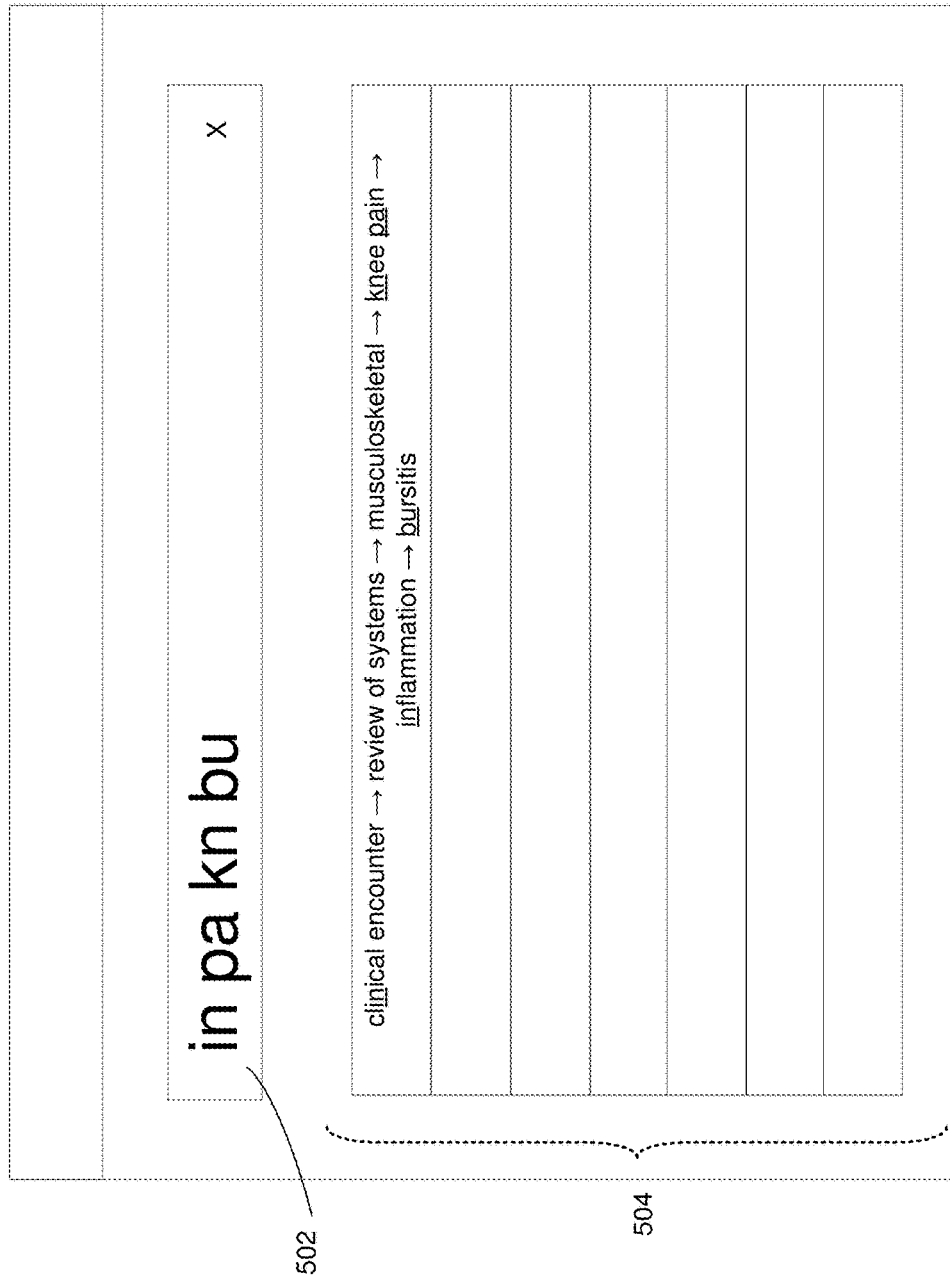 in pa kn bu X
clinical encounter → review of systems → musculoskeletal → knee pain →
inflammation → bursitis
502
504